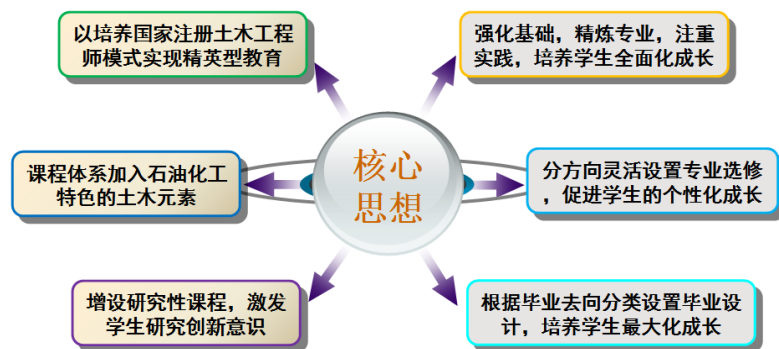 以培养国家注册土木工程
师模式实现精英型教育
强化基础，精炼专业，注重
实践，培养学生全面化成长
核心
思想
课程体系加入石油化工
特色的土木元素
分方向灵活设置专业选修
，促进学生的个性化成长
增设研究性课程，激发
学生研究创新意识
根据毕业去向分类设置毕业设
计，培养学生最大化成长